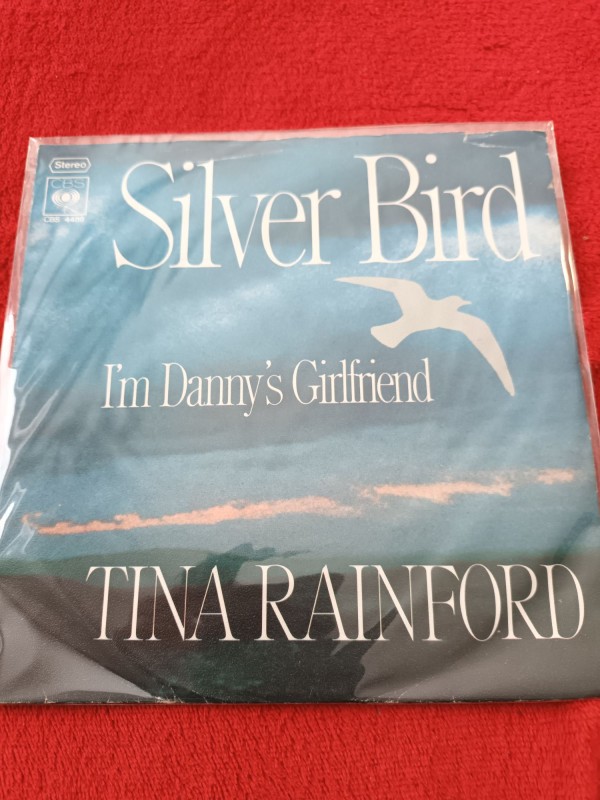 Stereo
CBS
Silver Bird
I'm Danny's Girlfriend
TINA RAINFORD